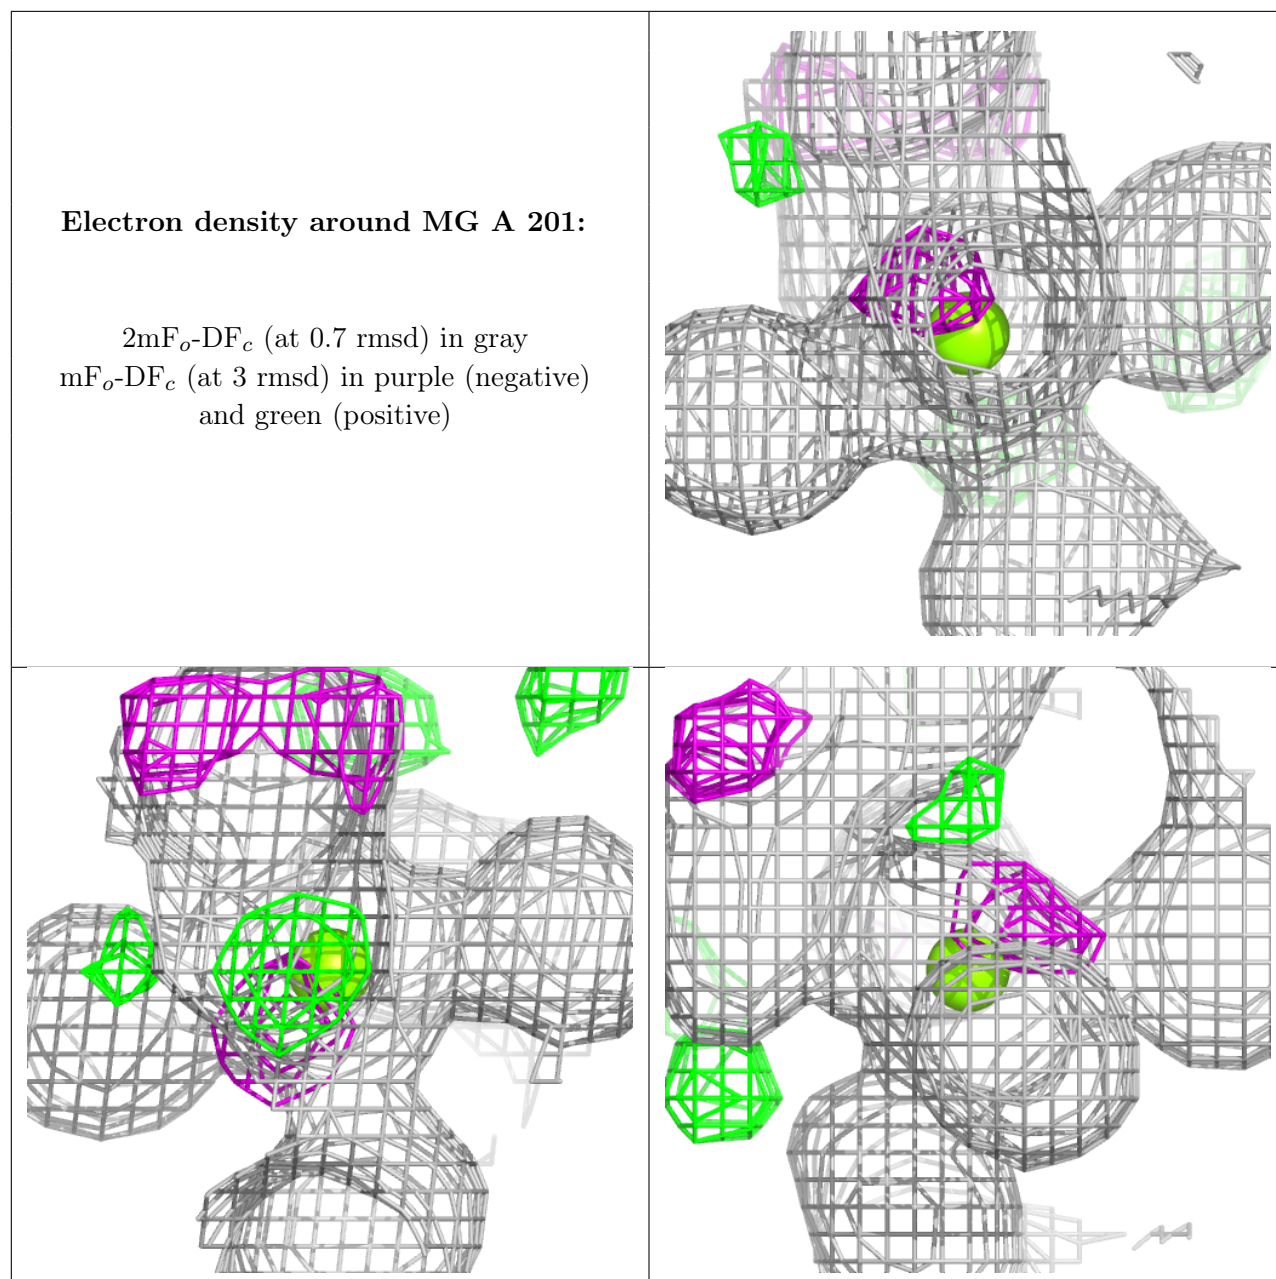 Electron density around MG A 201:
2mFo-DFc (at 0.7 rmsd) in gray
mFo-DFc (at 3 rmsd) in purple (negative)
and green (positive)